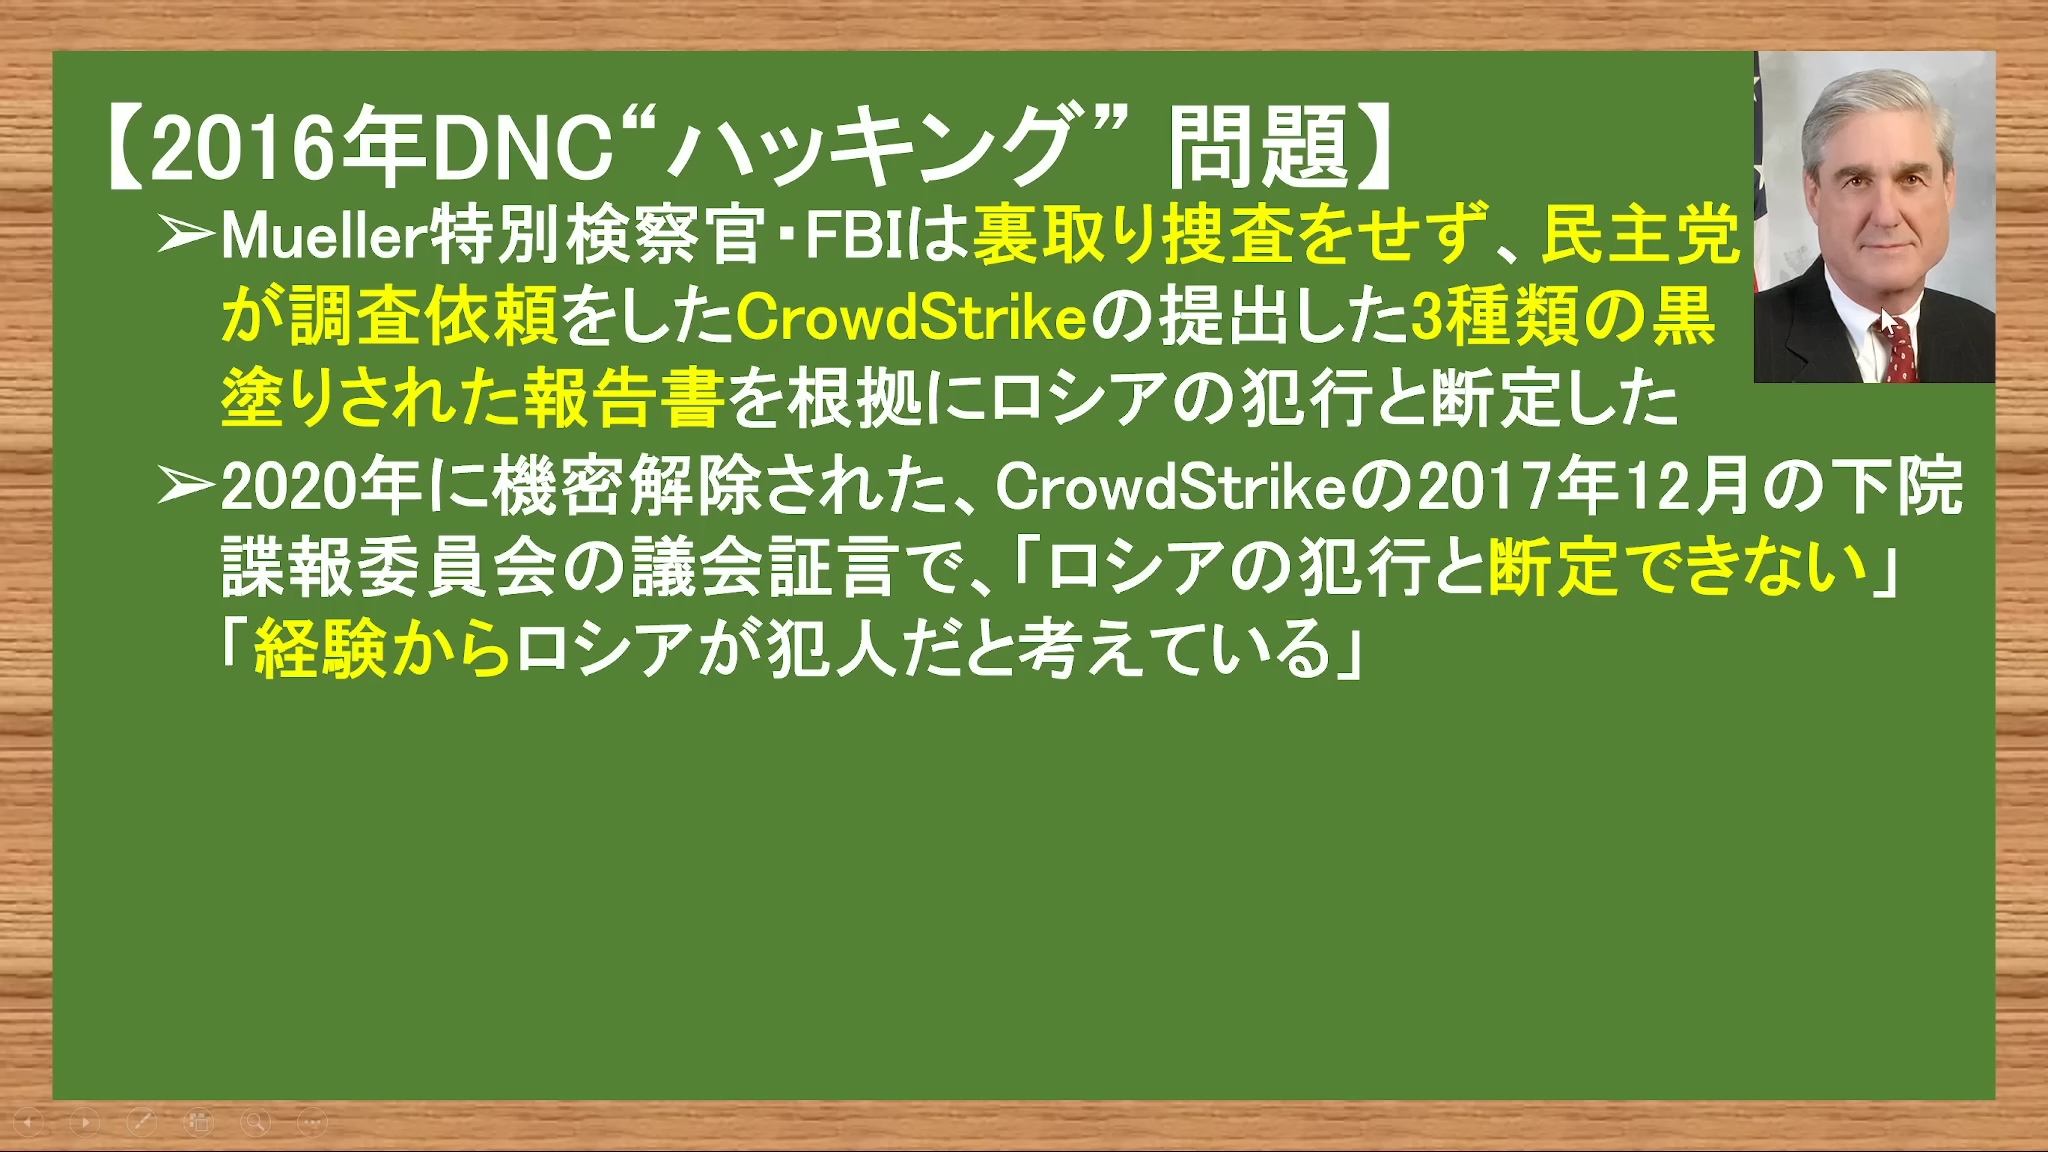 【2016年DNC“ハッキング” 問題】
➢Mueller特別検察官・FBIは裏取り捜査をせず、民主党
が調査依頼をしたCrowdStrikeの提出した3種類の黒
塗りされた報告書を根拠にロシアの犯行と断定した
➢2020年に機密解除された、CrowdStrikeの2017年12月の下院
諜報委員会の議会証言で、「ロシアの犯行と断定できない」
「経験からロシアが犯人だと考えている」